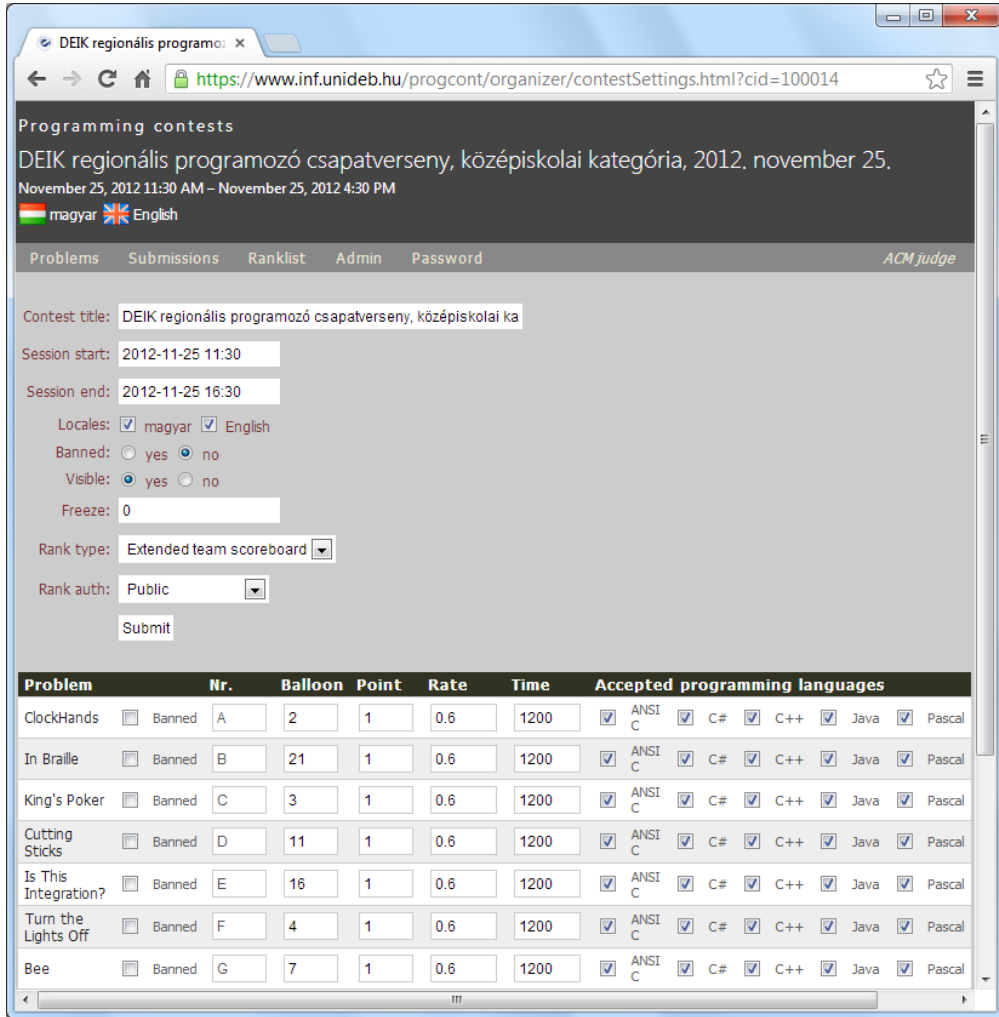 DEIK regionális programoz
https://www.inf.unideb.hu/progcont/organizer/contestSettings.html?cid=100014
Programming contests
DEIK regionális programozó csapatverseny, középiskolai kategória, 2012. november 25.
November 25, 2012 11:30 AM – November 25, 2012 4:30 PM
magyar English
Problems Submissions Ranklist Admin Password ACM judge
Contest title: DEIK regionális programozó csapatverseny, középiskolai ka
Session start: 2012-11-25 11:30
Session end: 2012-11-25 16:30
Locales: magyar English
Banned: yes no
Visible: yes no
Freeze: 0
Rank type: Extended team scoreboard
Rank auth: Public
Submit
Problem Nr. Balloon Point Rate Time Accepted programming languages
ClockHands Banned A 2 1 0.6 1200 ANSI C C# C++ Java Pascal
In Braille Banned B 21 1 0.6 1200 ANSI C C# C++ Java Pascal
King's Poker Banned C 3 1 0.6 1200 ANSI C C# C++ Java Pascal
Cutting Sticks Banned D 11 1 0.6 1200 ANSI C C# C++ Java Pascal
Is This Integration? Banned E 16 1 0.6 1200 ANSI C C# C++ Java Pascal
Turn the Lights Off Banned F 4 1 0.6 1200 ANSI C C# C++ Java Pascal
Bee Banned G 7 1 0.6 1200 ANSI C C# C++ Java Pascal